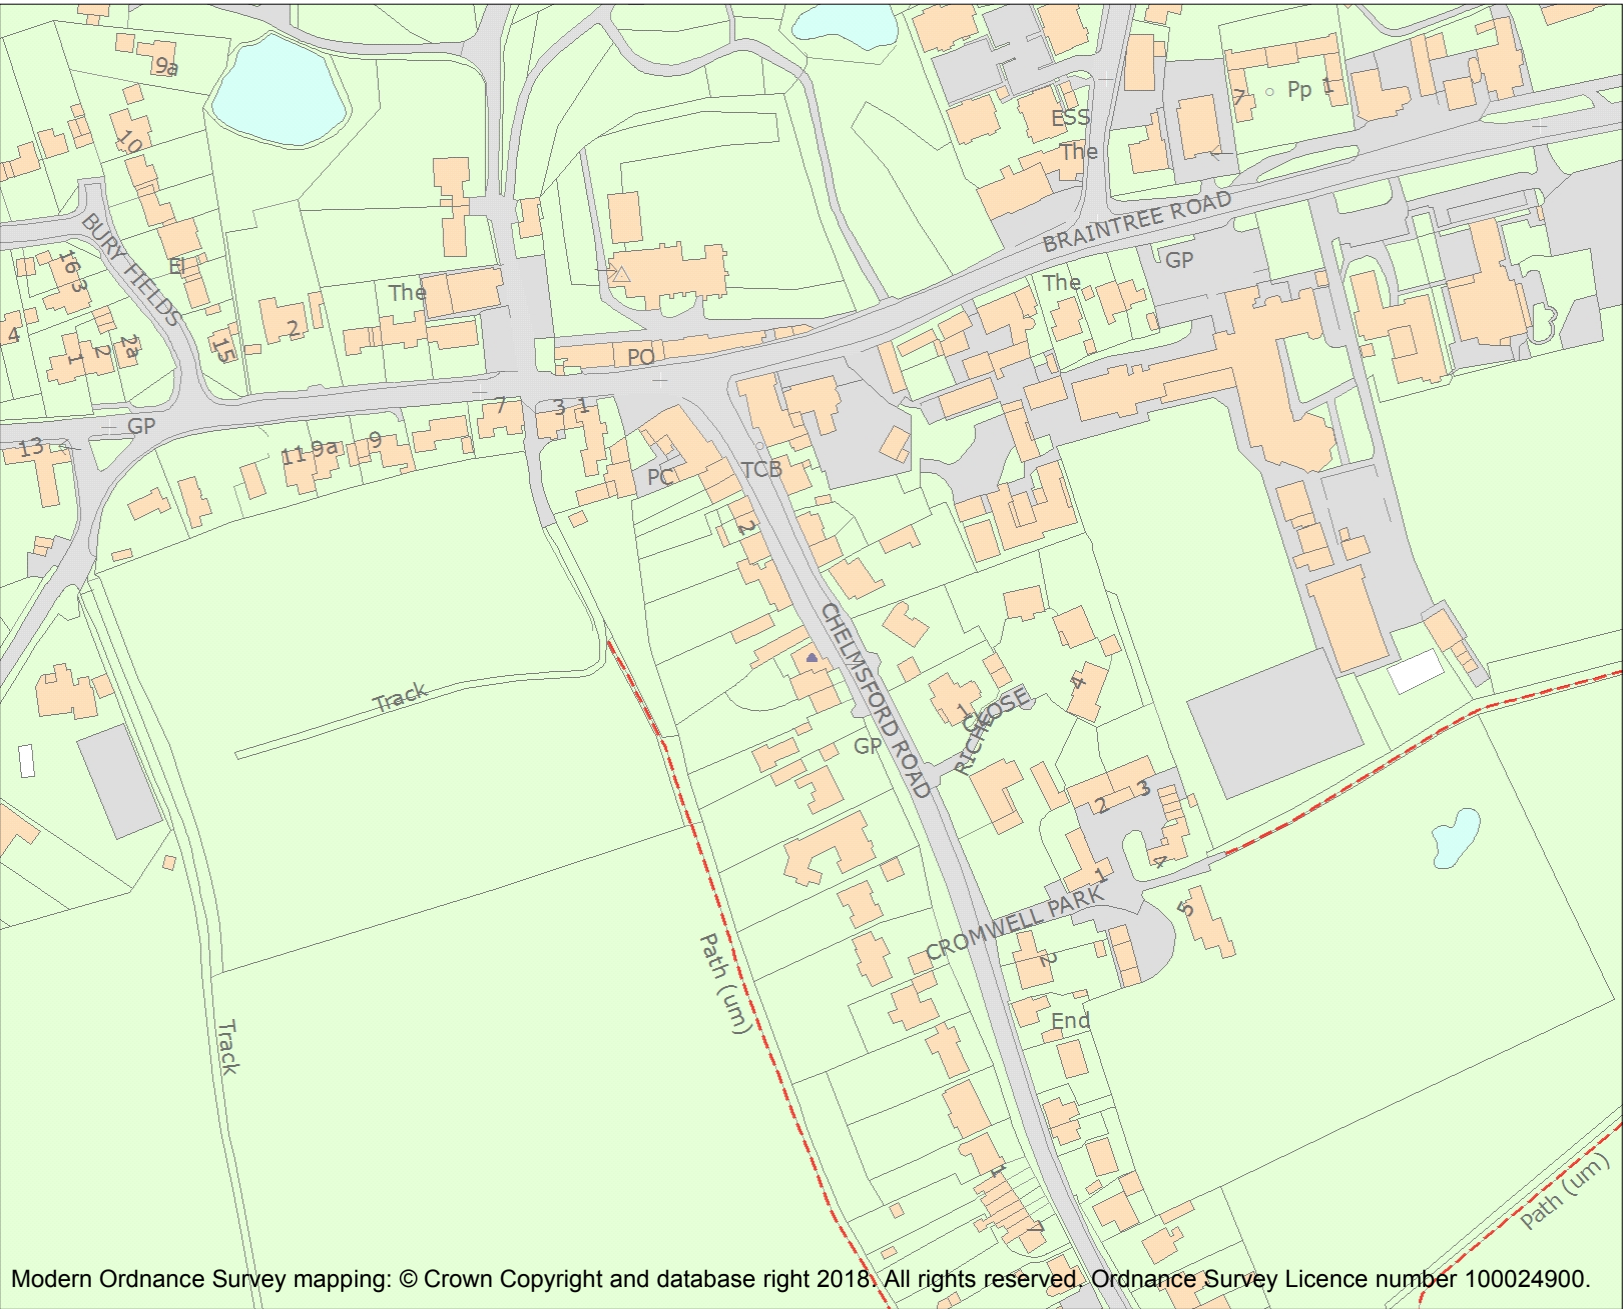 9a
10
7
Pp
1
ESS
The
BURY FIELDS
BRAINTREE ROAD
163
El
GP
The
The
4
2
15
1
2
2a
PO
GP
7
3
1
13
11
9a
9
PC
TCB
2
CHELMSFORD ROAD
Track
4
1
RICHE CLOSE
GP
2
3
4
1
5
CROMWELL PARK
2
Path (um)
End
Track
1
7
Path (um)
Modern Ordnance Survey mapping: © Crown Copyright and database right 2018. All rights reserved. Ordnance Survey Licence number 100024900.